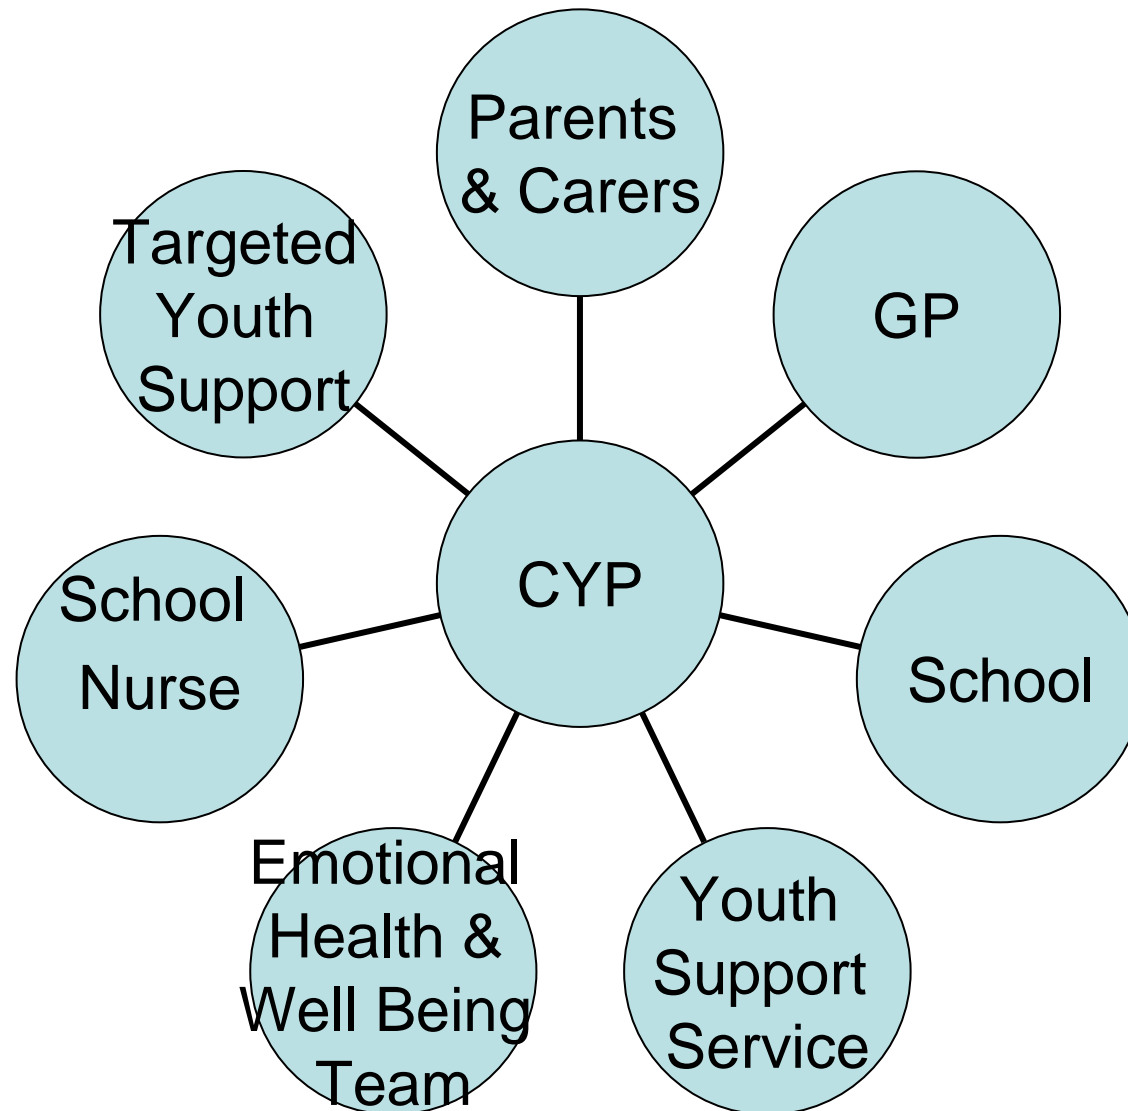 Parents
& Carers
Targeted
Youth
Support
GP
CYP
School
Nurse
School
Emotional
Health &
Well Being
Team
Youth
Support
Service